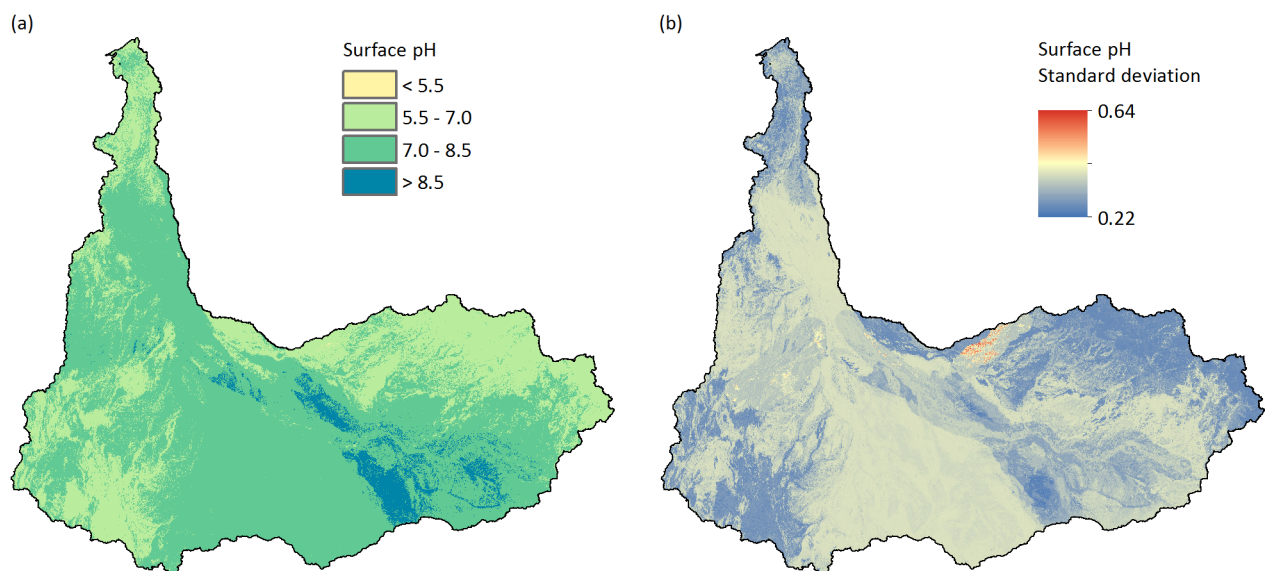 (a)
Surface pH
< 5.5
5.5 - 7.0
7.0 - 8.5
> 8.5
(b)
Surface pH
Standard deviation
0.64
0.22